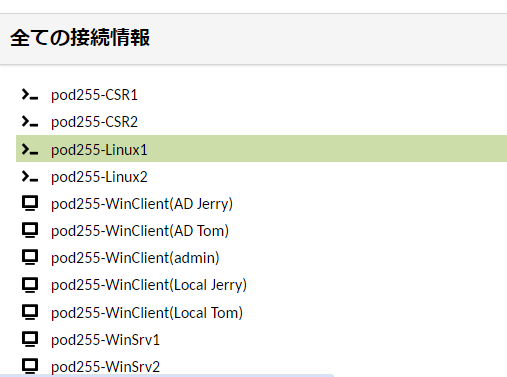 全ての接続情報
pod255-CSR1
pod255-CSR2
pod255-Linux1
pod255-Linux2
pod255-WinClient(AD Jerry)
pod255-WinClient(AD Tom)
pod255-WinClient(admin)
pod255-WinClient(Local Jerry)
pod255-WinClient(Local Tom)
pod255-WinSrv1
pod255-WinSrv2